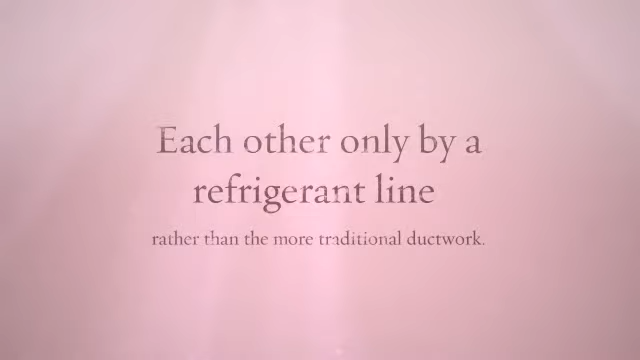 Each other only by a
refrigerant line
rather than the more traditional ductwork.